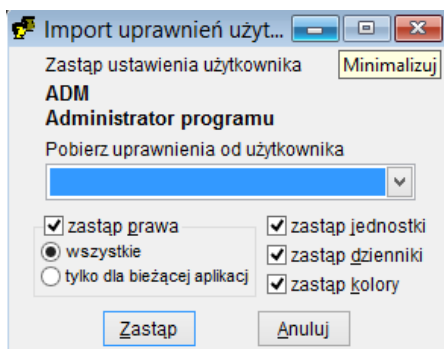 Import uprawnień użyt...
Zastąp ustawienia użytkownika
Minimalizuj
ADM
Administrator programu
Pobierz uprawnienia od użytkownika
zastąp prawa
wszystkie
tylko dla bieżącej aplikacj
zastąp jednostki
zastąp dzienniki
zastąp kolory
Zastąp
Anuluj